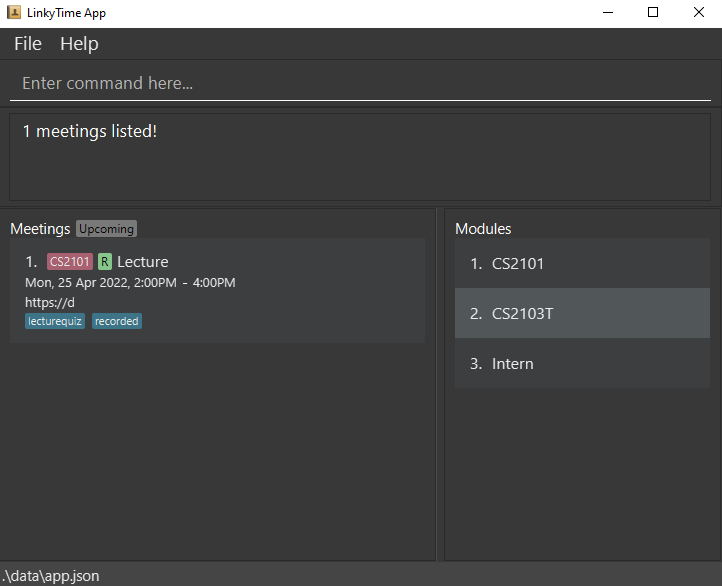 LinkyTime App
File Help
Enter command here...
1 meetings listed!
Meetings Upcoming
1. CS2101 R Lecture
Mon, 25 Apr 2022, 2:00PM - 4:00PM
https://d
lecturequiz recorded
Modules
1. CS2101
2. CS2103T
3. Intern
.\data\app.json